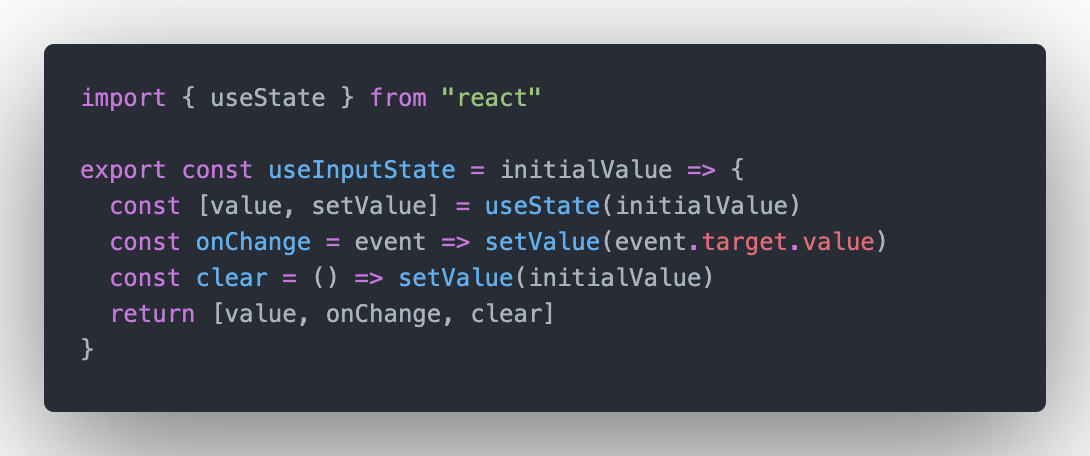 import { useState } from "react"

export const useInputState = initialValue => {
  const [value, setValue] = useState(initialValue)
  const onChange = event => setValue(event.target.value)
  const clear = () => setValue(initialValue)
  return [value, onChange, clear]
}